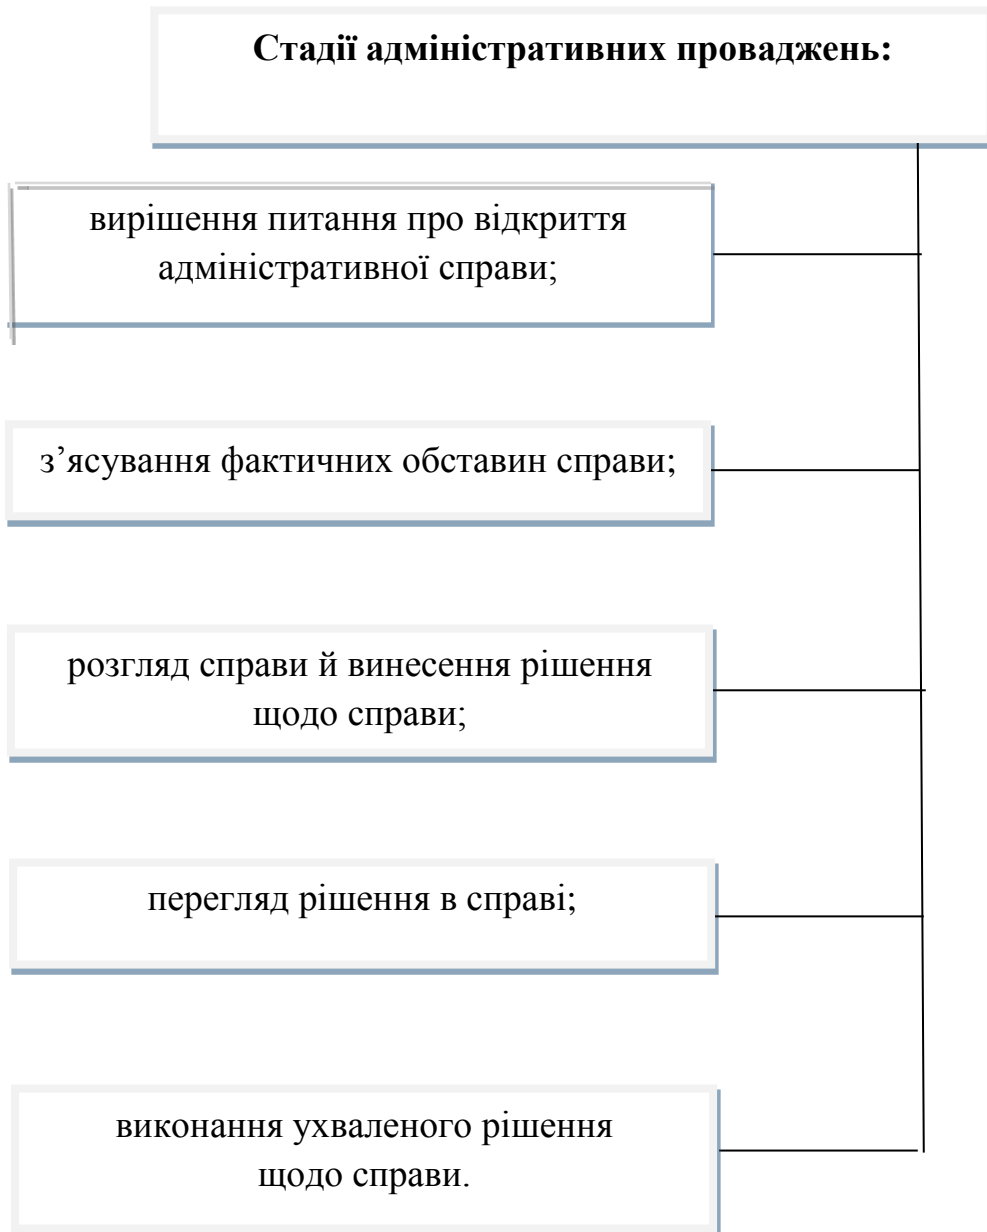 Стадії адміністративних проваджень:
вирішення питання про відкриття
адміністративної справи;
з’ясування фактичних обставин справи;
розгляд справи й винесення рішення
щодо справи;
перегляд рішення в справі;
виконання ухваленого рішення
щодо справи.